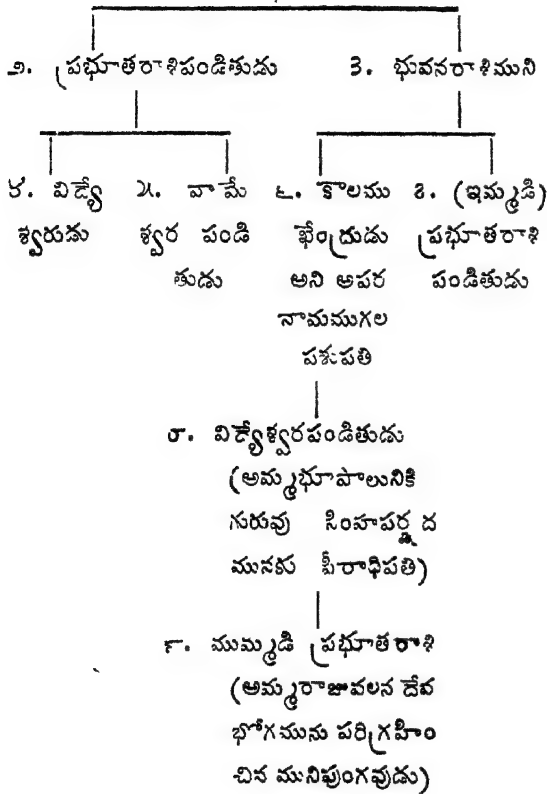 ౨. ప్రభూతరాశిపండితుడు
3. భువనరాశిముని
౪. విద్యే
శ్వరుడు
౫. వామే
శ్వర పండి
తుడు
౬. కాలము
ఖేంద్రుడు
అని అపర
నామముగల
పశుపతి
౭. (ఇమ్మడి)
ప్రభూతరాశి
పండితుడు
౮. విద్యేశ్వరపండితుడు
(అమ్మభూపాలునికి
గురువు సింహపర్షద
మునకు పీఠాధిపతి)
౯. ముమ్మడి ప్రభూతరాశి
(అమ్మరాజువలన దేవ
భోగమును పరిగ్రహిం
చిన మునిపుంగవుడు)